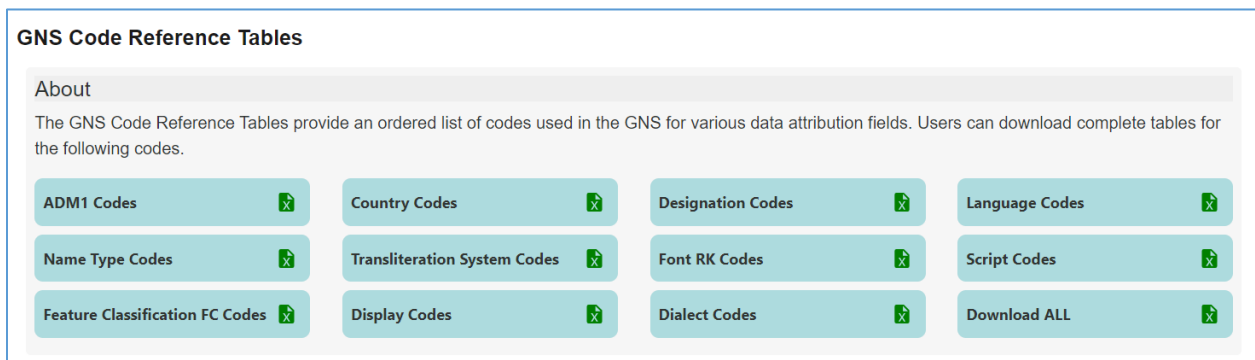 GNS Code Reference Tables
About
The GNS Code Reference Tables provide an ordered list of codes used in the GNS for various data attribution fields. Users can download complete tables for
the following codes.
ADM1 Codes
Country Codes
Designation Codes
Language Codes
Name Type Codes
Transliteration System Codes
Font RK Codes
Script Codes
Feature Classification FC Codes
Display Codes
Dialect Codes
Download ALL